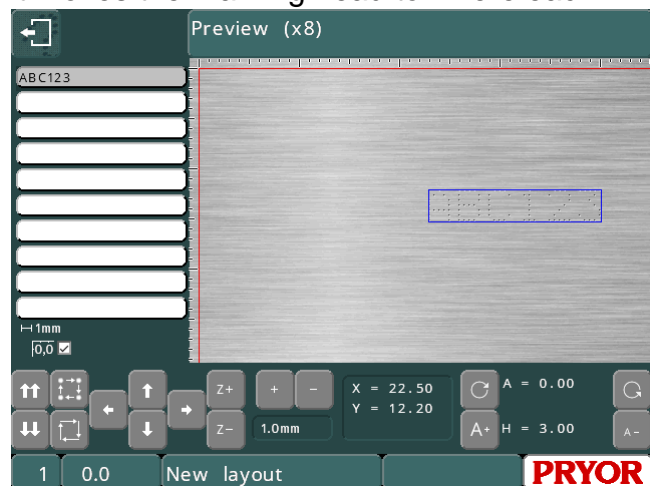 Preview (x8)
ABC123
ABC123
1mm
0,0
Z+
+
-
X = 22.50
A = 0.00
Y = 12.20
Z-
1.0mm
A+
H = 3.00
A-
1
0.0
New layout
PRYOR